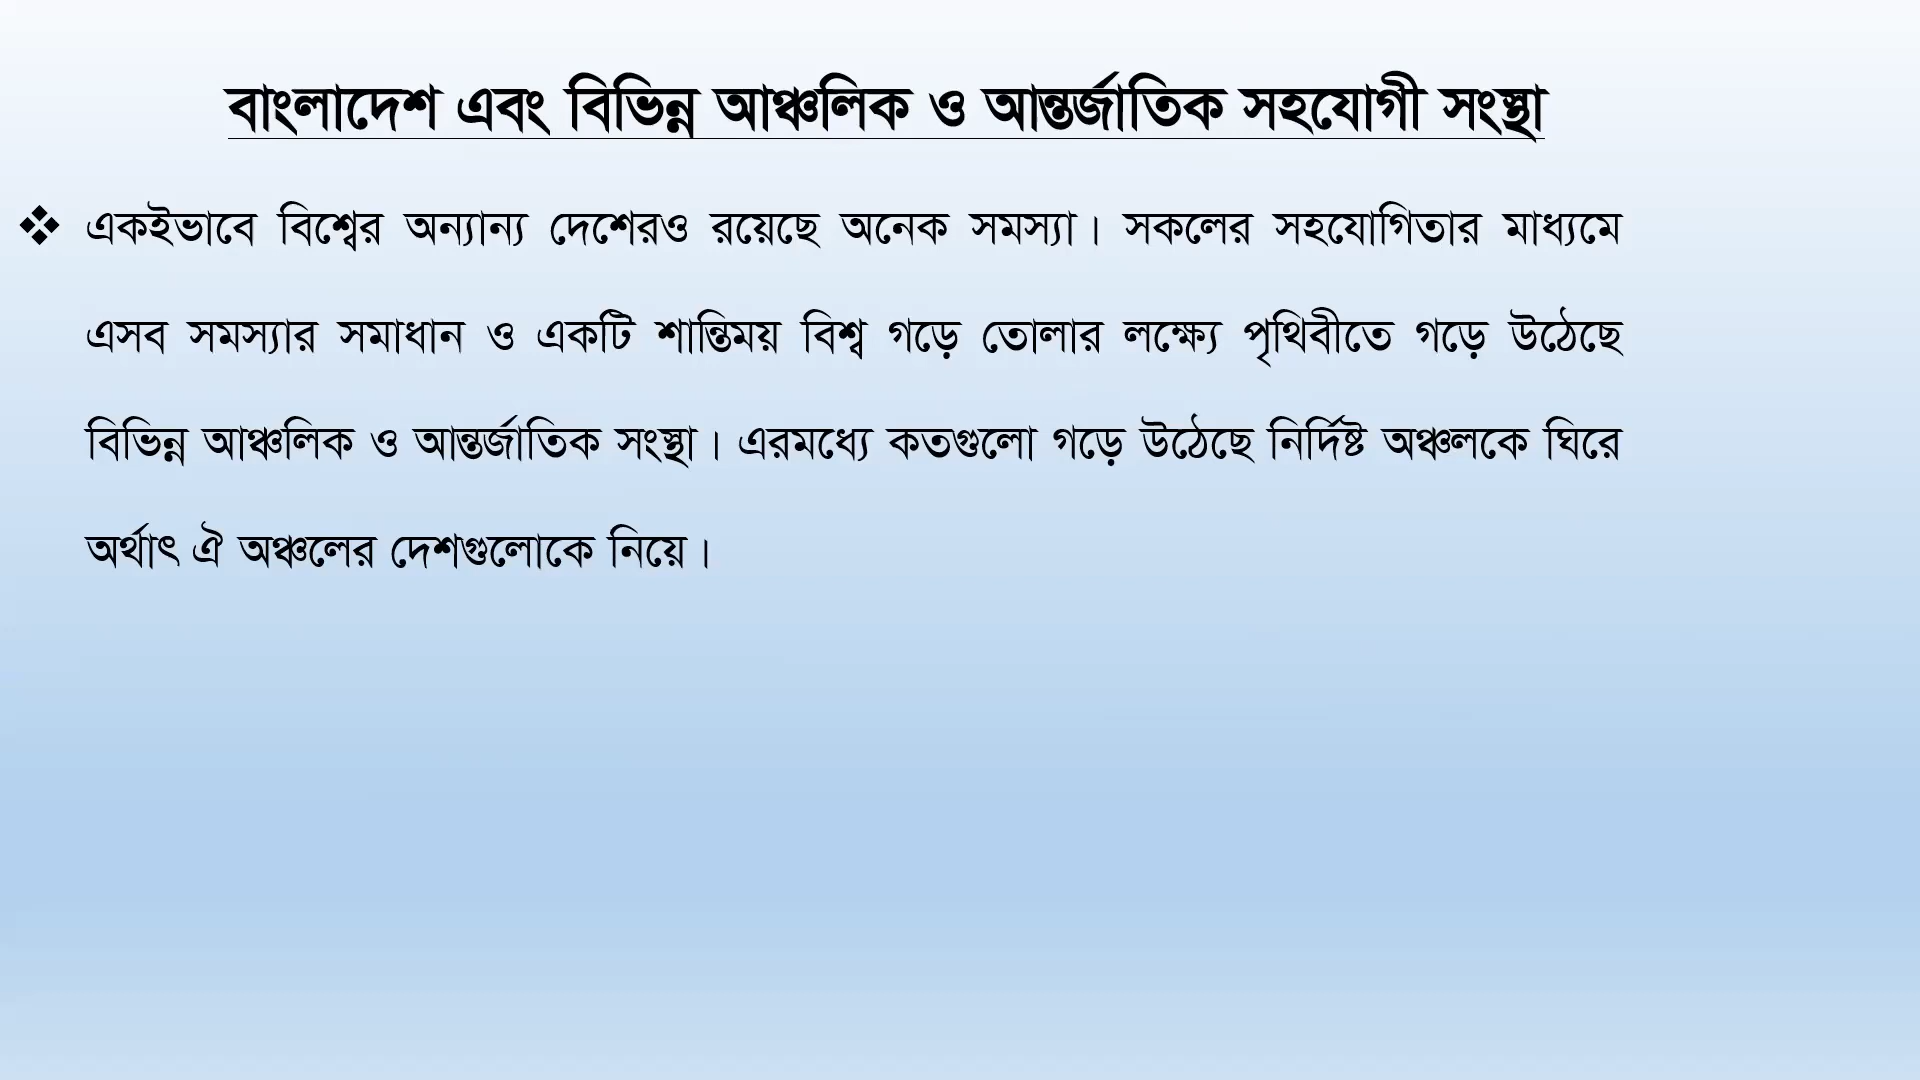 বাংলাদেশ এবং বিভিন্ন আঞ্চলিক ও আন্তর্জাতিক সহযোগী সংস্থা
❖ একইভাবে বিশ্বের অন্যান্য দেশেরও রয়েছে অনেক সমস্যা। সকলের সহযোগিতার মাধ্যমে
এসব সমস্যার সমাধান ও একটি শান্তিময় বিশ্ব গড়ে তোলার লক্ষ্যে পৃথিবীতে গড়ে উঠেছে
বিভিন্ন আঞ্চলিক ও আন্তর্জাতিক সংস্থা। এরমধ্যে কতগুলো গড়ে উঠেছে নির্দিষ্ট অঞ্চলকে ঘিরে
অর্থাৎ ঐ অঞ্চলের দেশগুলোকে নিয়ে।